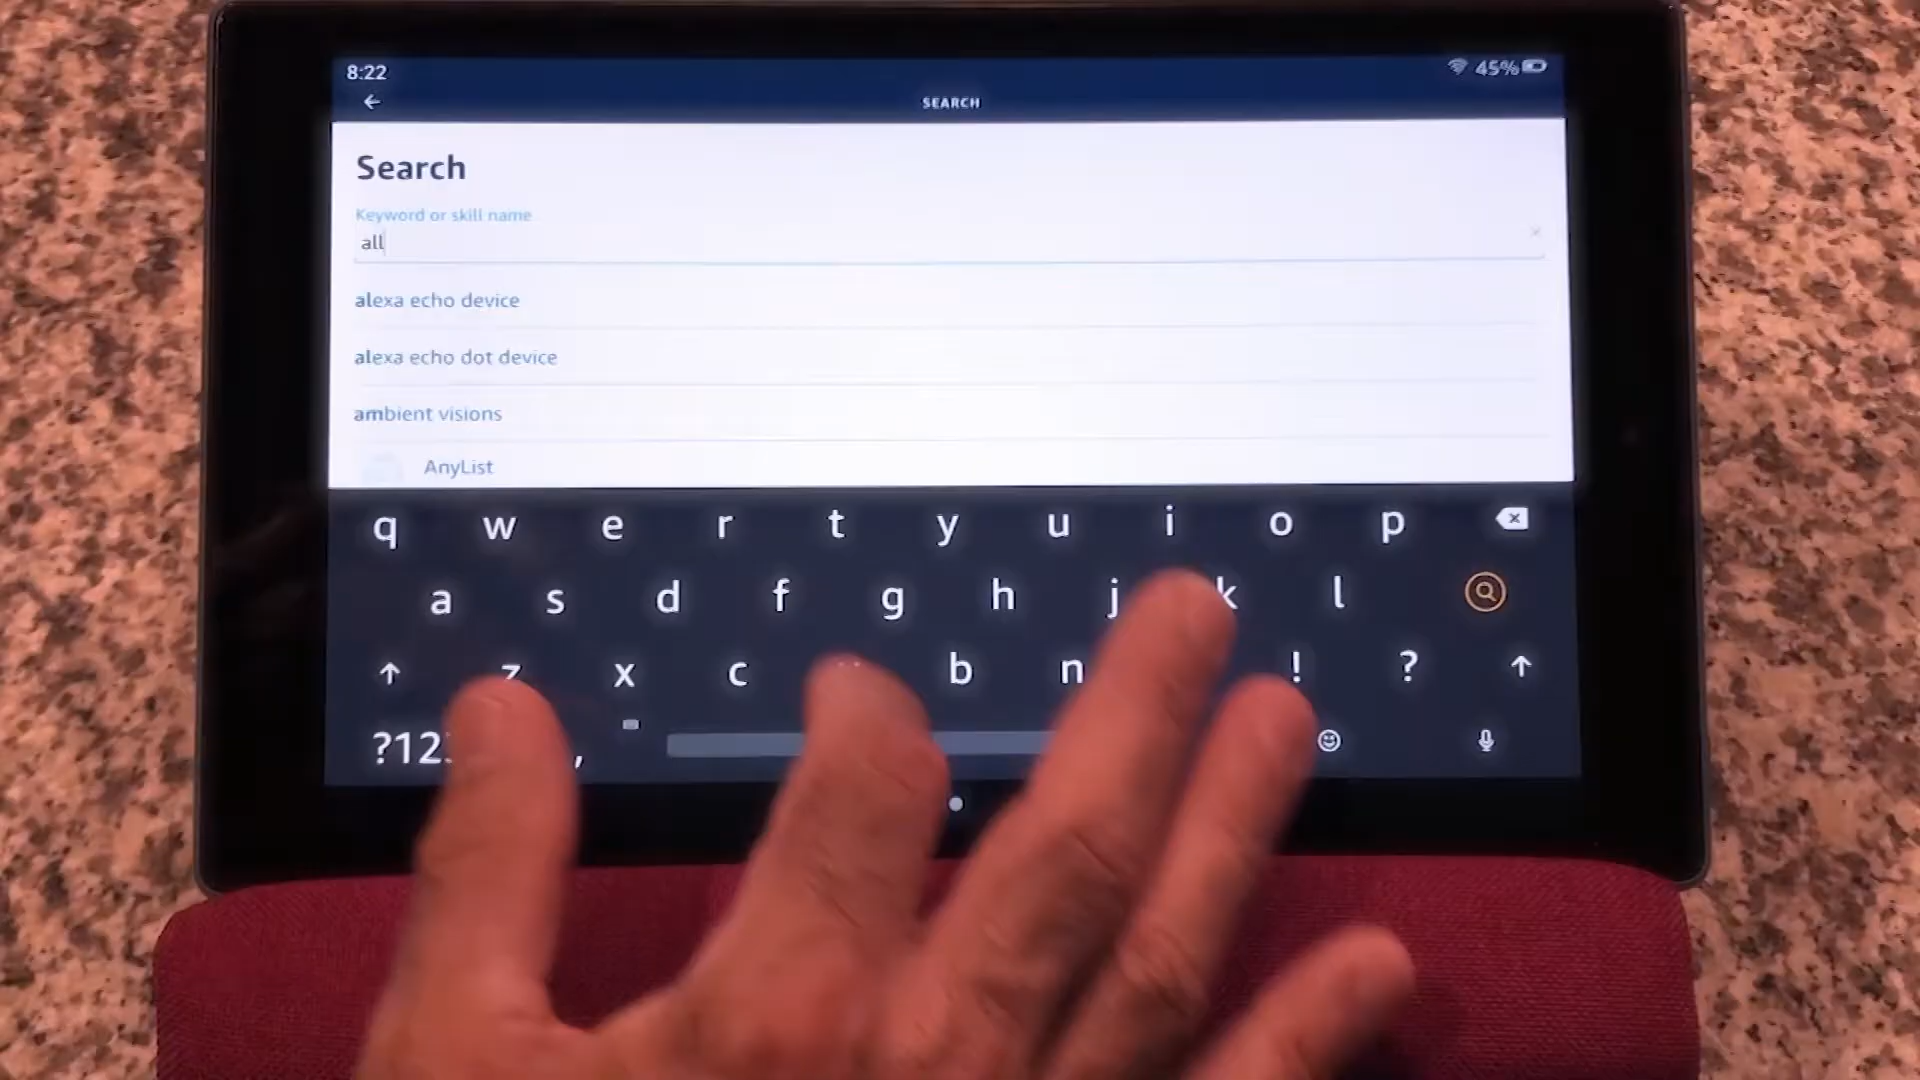 8:22
45%
SEARCH
Search
Keyword or skill name
all
alexa echo device
alexa echo dot device
ambient visions
AnyList
q w e r t y u i o p
a s d f g h j k l
z x c b n ! ?
?12
,